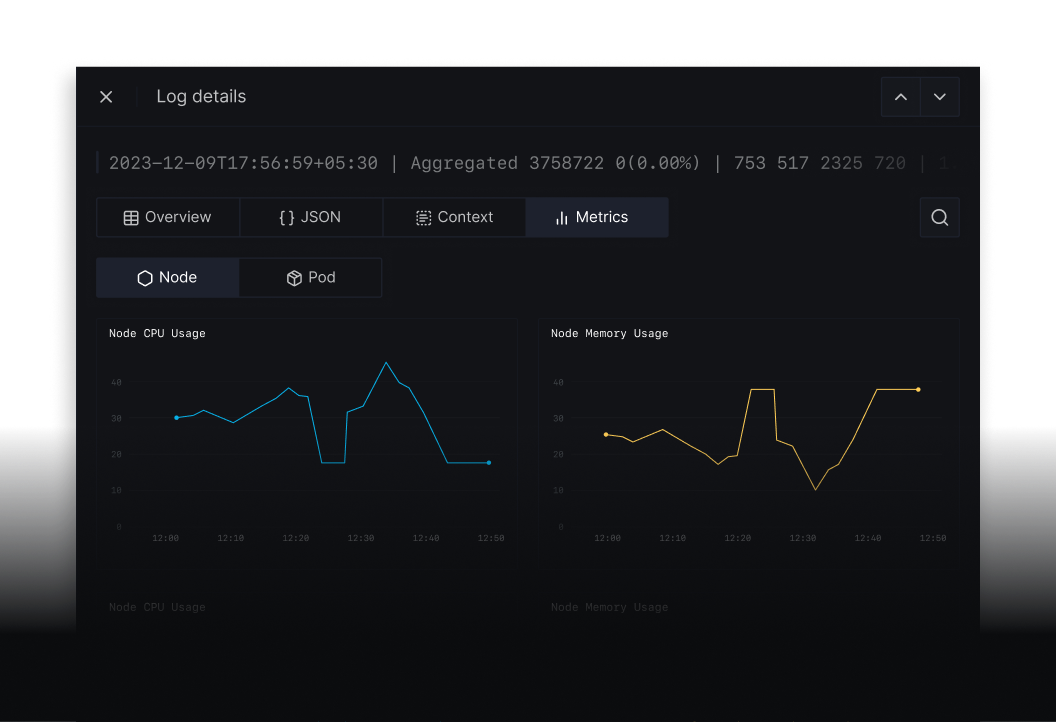 Log details
2023-12-09T17:56:59+05:30 | Aggregated 3758722 0(0.00%) | 753 517 2325 720 | 1.
Overview { } JSON Context Metrics
Node Pod
Node CPU Usage
40
30
20
10
0
12:00 12:10 12:20 12:30 12:40 12:50
Node Memory Usage
40
30
20
10
0
12:00 12:10 12:20 12:30 12:40 12:50
Node CPU Usage
Node Memory Usage